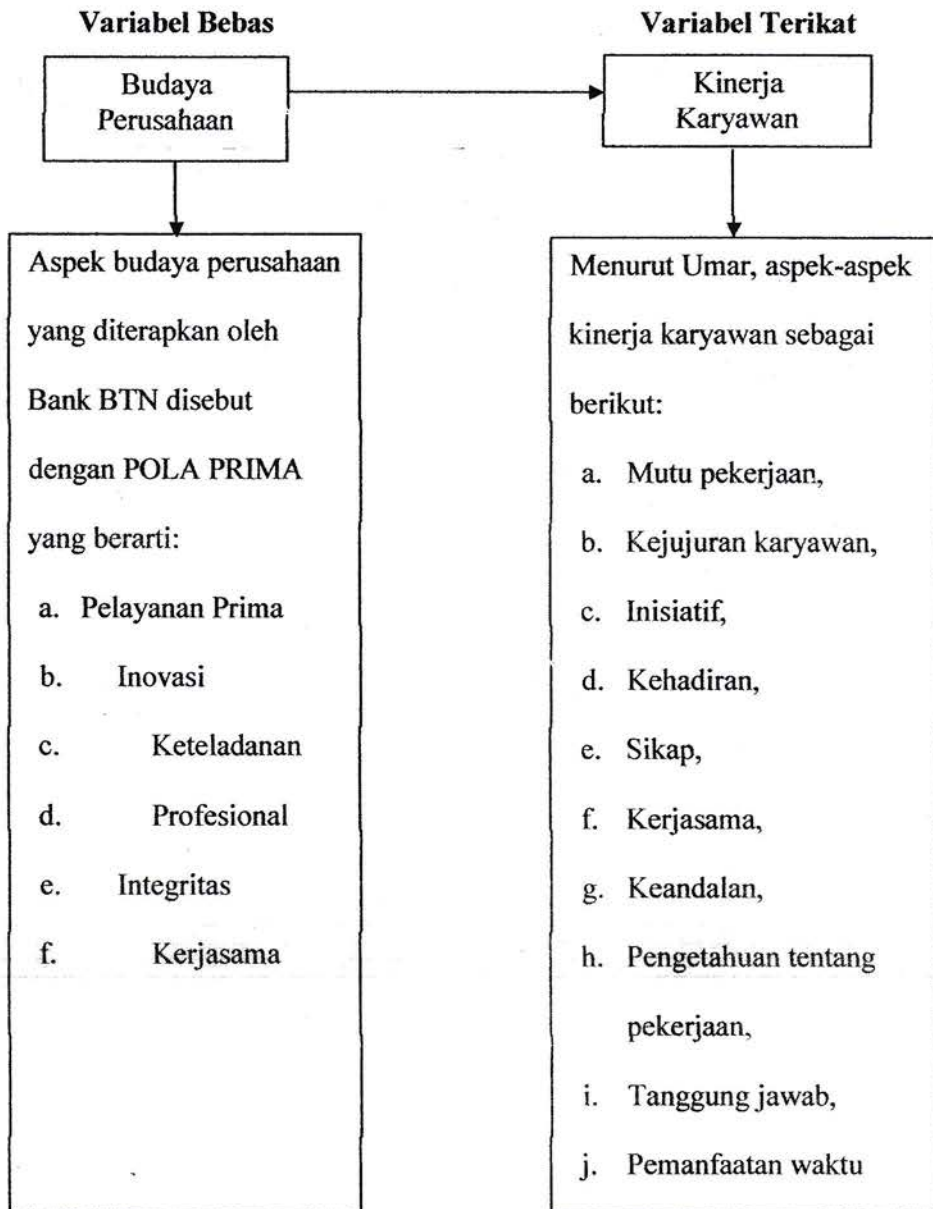 Variabel Bebas
Variabel Terikat
Budaya
Perusahaan
Kinerja
Karyawan
Aspek budaya perusahaan
yang diterapkan oleh
Bank BTN disebut
dengan POLA PRIMA
yang berarti:
a. Pelayanan Prima
b. Inovasi
c. Keteladanan
d. Profesional
e. Integritas
f. Kerjasama
Menurut Umar, aspek-aspek
kinerja karyawan sebagai
berikut:
a. Mutu pekerjaan,
b. Kejujuran karyawan,
c. Inisiatif,
d. Kehadiran,
e. Sikap,
f. Kerjasama,
g. Keandalan,
h. Pengetahuan tentang
pekerjaan,
i. Tanggung jawab,
j. Pemanfaatan waktu